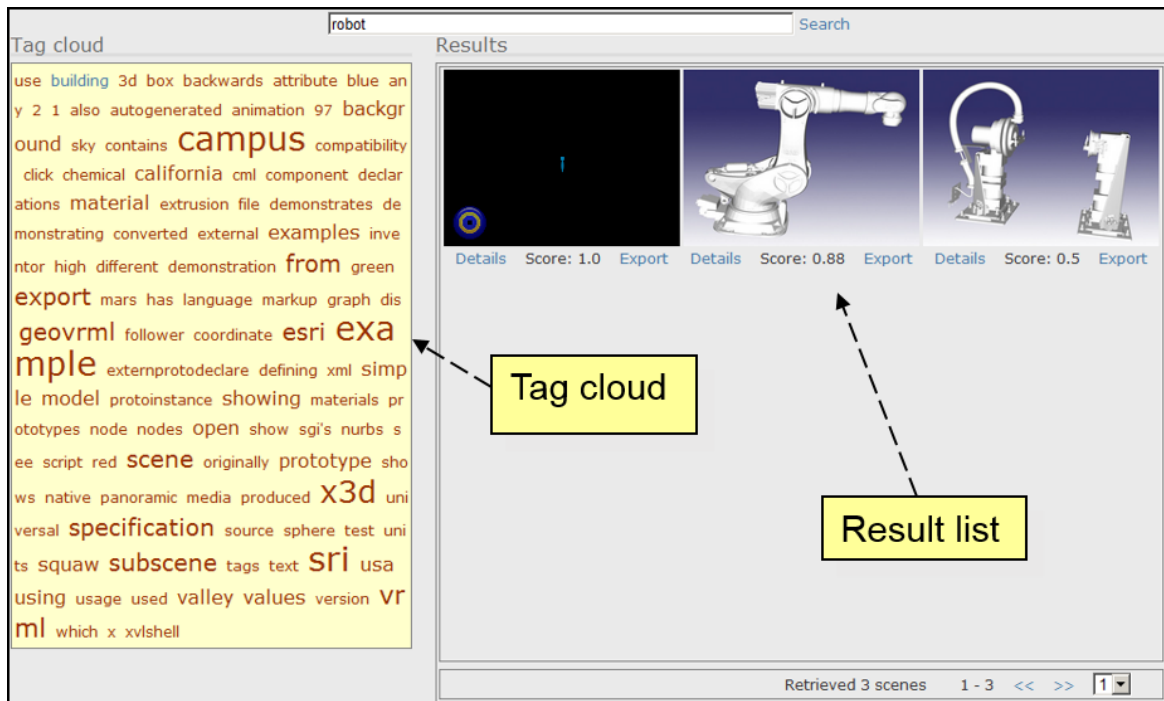 robot Search
Tag cloud
Results
use building 3d box backwards attribute blue an
y 2 1 also autogenerated animation 97 backgr
ound sky contains campus compatibility
click chemical california cml component declar
ations material extrusion file demonstrates de
monstrating converted external examples inve
ntor high different demonstration from green
export mars has language markup graph dis
geovrml follower coordinate esri exa
mple externprotodeclare defining xml simp
le model protoinstance showing materials pr
ototypes node nodes open show sgi's nurbs s
ee script red scene originally prototype sho
ws native panoramic media produced x3d uni
versal specification source sphere test uni
ts squaw subscene tags text sri usa
using usage used valley values version vr
ml which x xvlshell
Details Score: 1.0 Export Details Score: 0.88 Export Details Score: 0.5 Export
Tag cloud
Result list
Retrieved 3 scenes 1 - 3 << >> 1